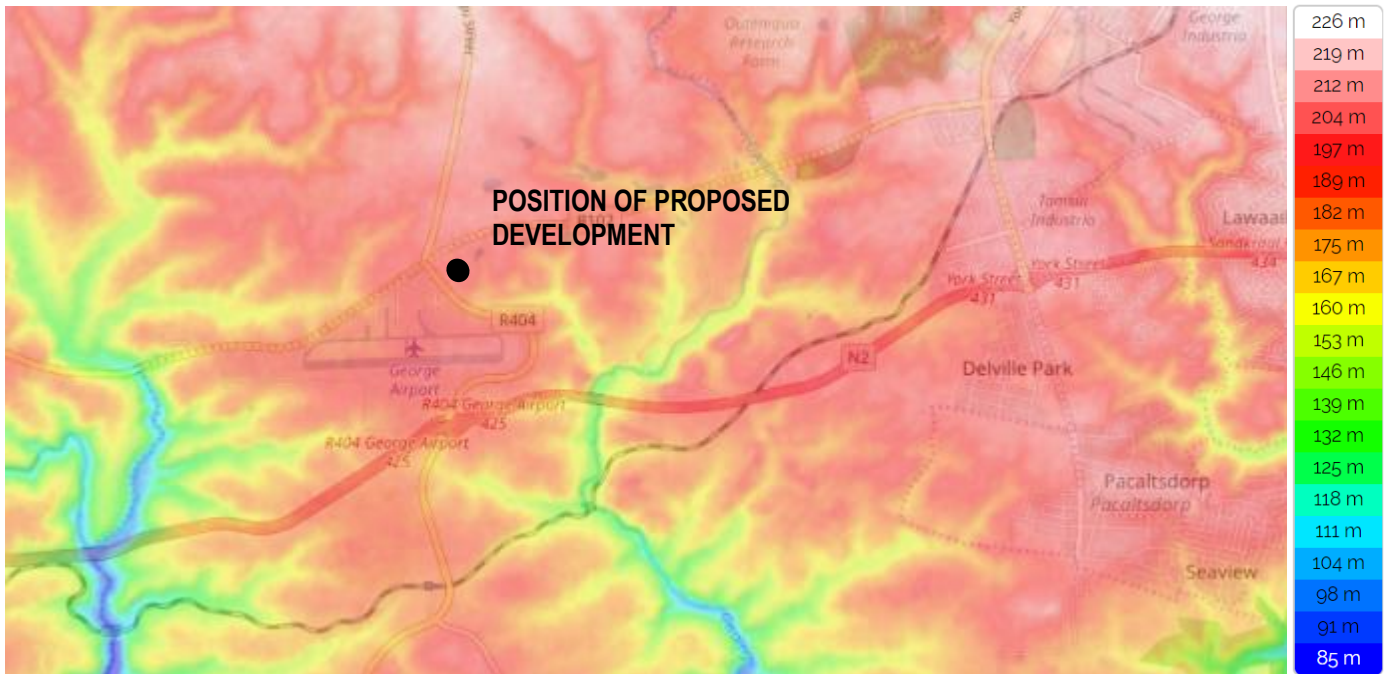 Outeniqua
Research
Farm
George
Industria
POSITION OF PROPOSED
DEVELOPMENT
R102
Tamsui
Industria
Lawaai
Sandkraal
434
York Street
431
York Street
431
R404
George
Airport
N2
Delville Park
R404 George Airport
425
R404 George Airport
425
Pacaltsdorp
Pacaltsdorp
Seaview
226 m
219 m
212 m
204 m
197 m
189 m
182 m
175 m
167 m
160 m
153 m
146 m
139 m
132 m
125 m
118 m
111 m
104 m
98 m
91 m
85 m